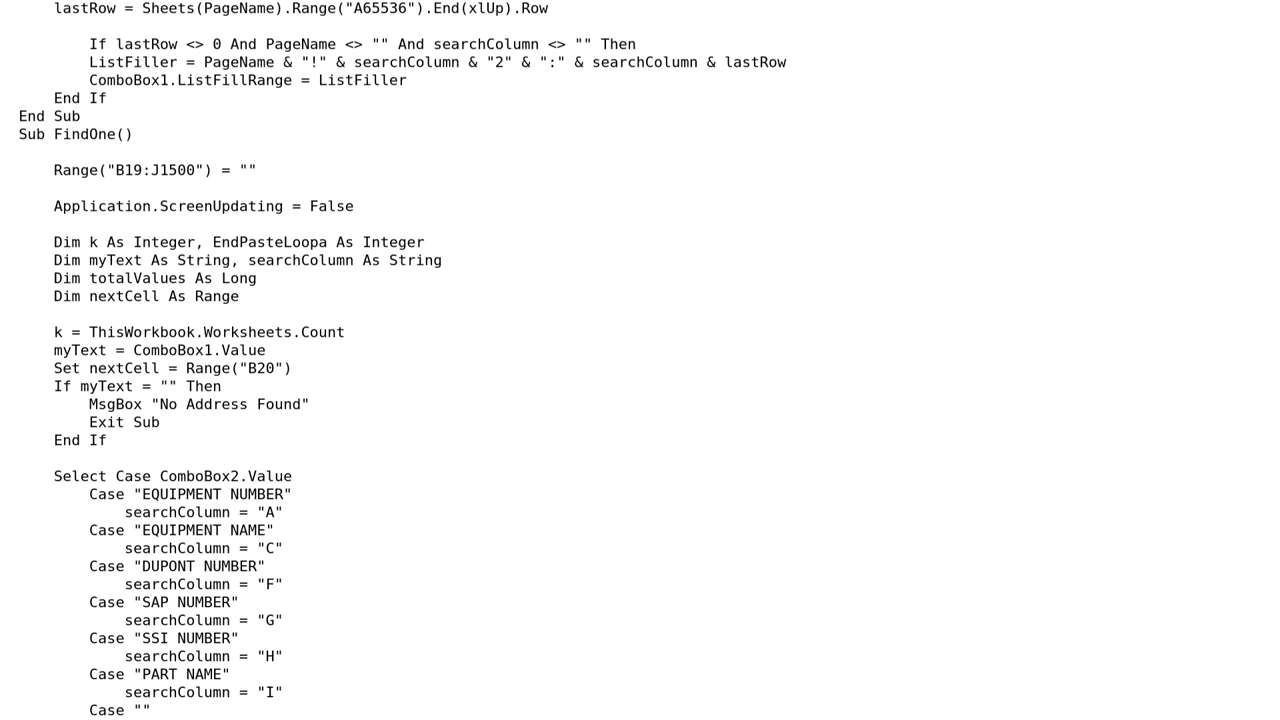 lastRow = Sheets(PageName).Range("A65536").End(xlUp).Row
If lastRow <> 0 And PageName <> "" And searchColumn <> "" Then
ListFiller = PageName & "!" & searchColumn & "2" & ":" & searchColumn & lastRow
ComboBox1.ListFillRange = ListFiller
End If
End Sub
Sub FindOne()
Range("B19:J1500") = ""
Application.ScreenUpdating = False
Dim k As Integer, EndPasteLoopa As Integer
Dim myText As String, searchColumn As String
Dim totalValues As Long
Dim nextCell As Range
k = ThisWorkbook.Worksheets.Count
myText = ComboBox1.Value
Set nextCell = Range("B20")
If myText = "" Then
MsgBox "No Address Found"
Exit Sub
End If
Select Case ComboBox2.Value
Case "EQUIPMENT NUMBER"
searchColumn = "A"
Case "EQUIPMENT NAME"
searchColumn = "C"
Case "DUPONT NUMBER"
searchColumn = "F"
Case "SAP NUMBER"
searchColumn = "G"
Case "SSI NUMBER"
searchColumn = "H"
Case "PART NAME"
searchColumn = "I"
Case ""